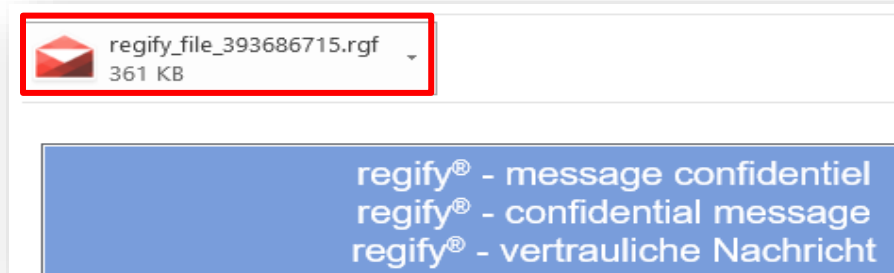 regify_file_393686715.rgf
361 KB
regify® - message confidentiel
regify® - confidential message
regify® - vertrauliche Nachricht